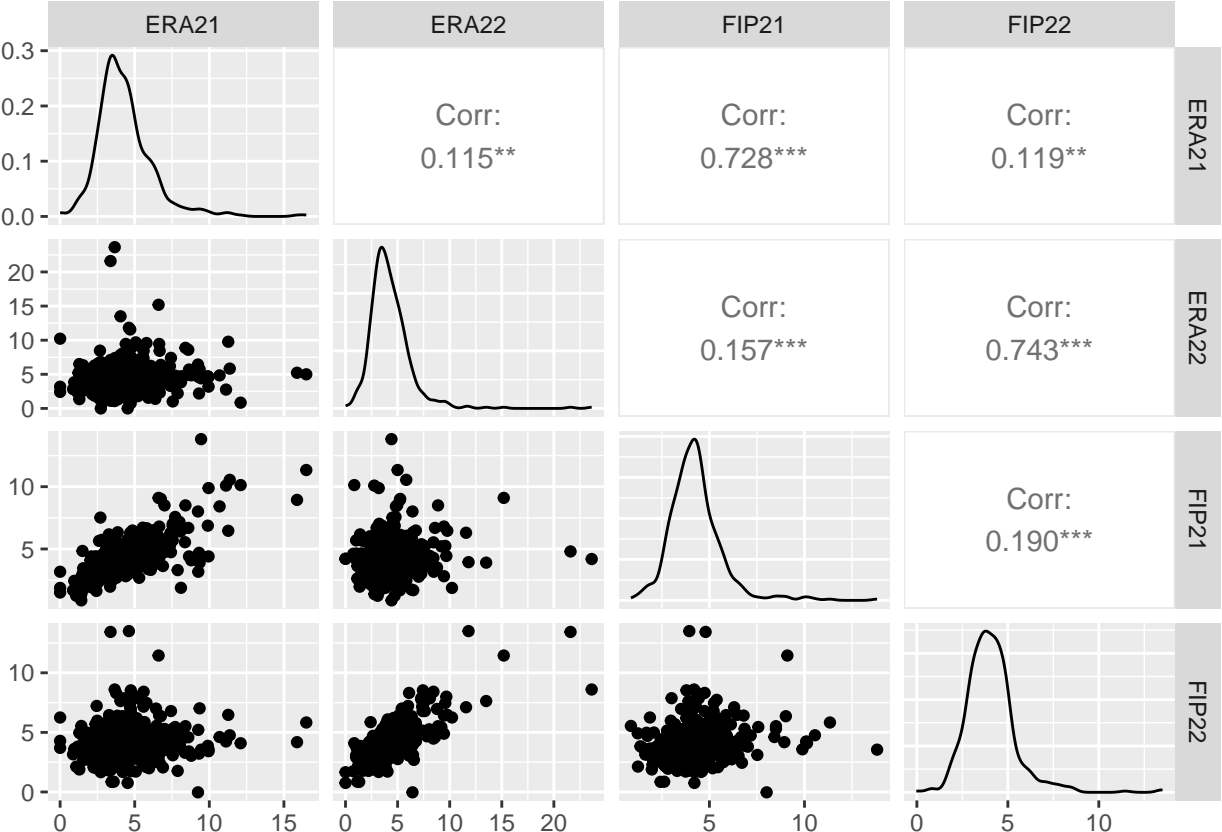 ERA21 ERA22 FIP21 FIP22
0.3
0.2
0.1
0.0
Corr:
0.115**
Corr:
0.728***
Corr:
0.119**
ERA21
20
15
10
5
0
Corr:
0.157***
Corr:
0.743***
ERA22
10
5
Corr:
0.190***
FIP21
10
5
0
FIP22
0 5 10 15 0 5 10 15 20 5 10 0 5 10